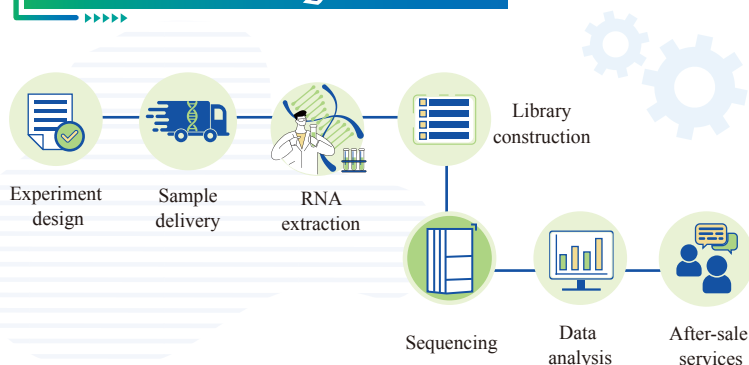 Experiment
design
Sample
delivery
RNA
extraction
Library
construction
Sequencing
Data
analysis
After-sale
services